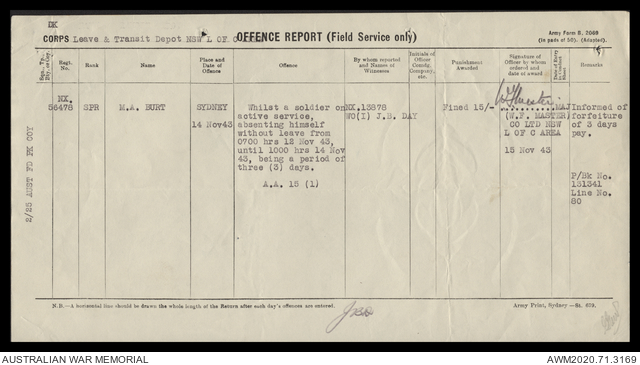 DK
CORPS Leave & Transit Depot NSW L OF C OFFENCE REPORT (Field Service only)
Army Form B. 2069
(in pads of 50). (Adapted).
Regt. No.
Rank
Name
Place and Date of Offence
Offence
By whom reported and Names of Witnesses
Initials of Officer Comdg. Company, etc.
Punishment Awarded
Signature of Officer by whom ordered and date of award
Remarks
NX.
56478 SPR M.A. BURT SYDNEY
14 Nov43
Whilst a soldier on
active service,
absenting himself
without leave from
0700 hrs 12 Nov 43,
until 1000 hrs 14 Nov
43, being a period of
three (3) days.
A.A. 15 (1)
NX.13878
WO(I) J.B. DAY
Fined 15/-
MAJ
(W.F. MASTER)
CO LTD NSW
L OF C AREA
15 Nov 43
Informed of
forfeiture
of 3 days
pay.
P/Bk No.
131341
Line No.
80
2/25 AUST FD PK COY
N.B.—A horizontal line should be drawn the whole length of the Return after each day's offences are entered.
Army Print, Sydney—St. 692.
AUSTRALIAN WAR MEMORIAL
AWM2020.71.3169